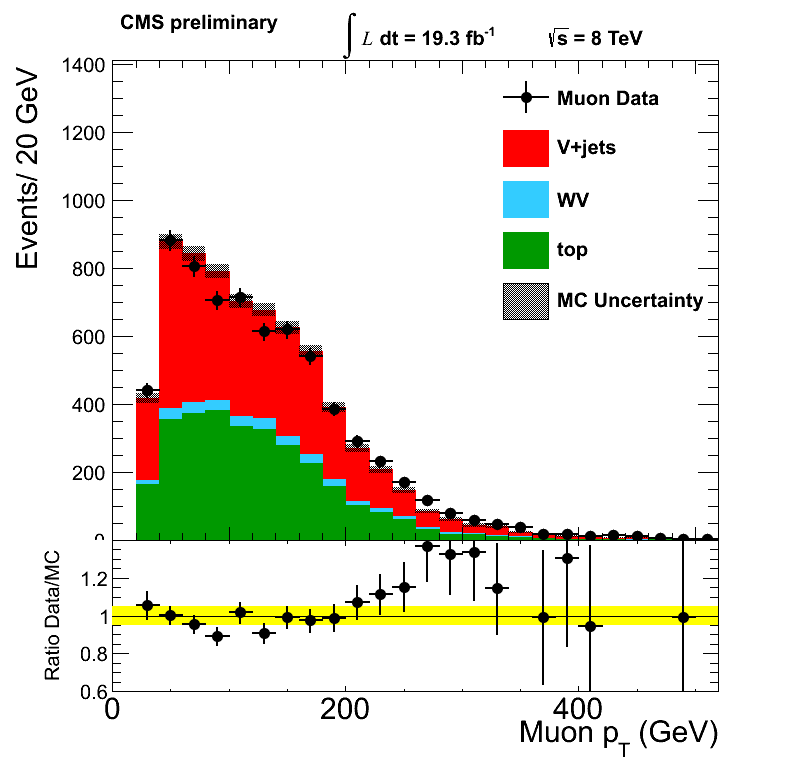 CMS preliminary
∫ L dt = 19.3 fb⁻¹
√s = 8 TeV
Events/ 20 GeV
1400
1200
1000
800
600
400
200
0
Muon Data
V+jets
WV
top
MC Uncertainty
Ratio Data/MC
1.2
1
0.8
0.6
0
200
400
Muon p_T (GeV)